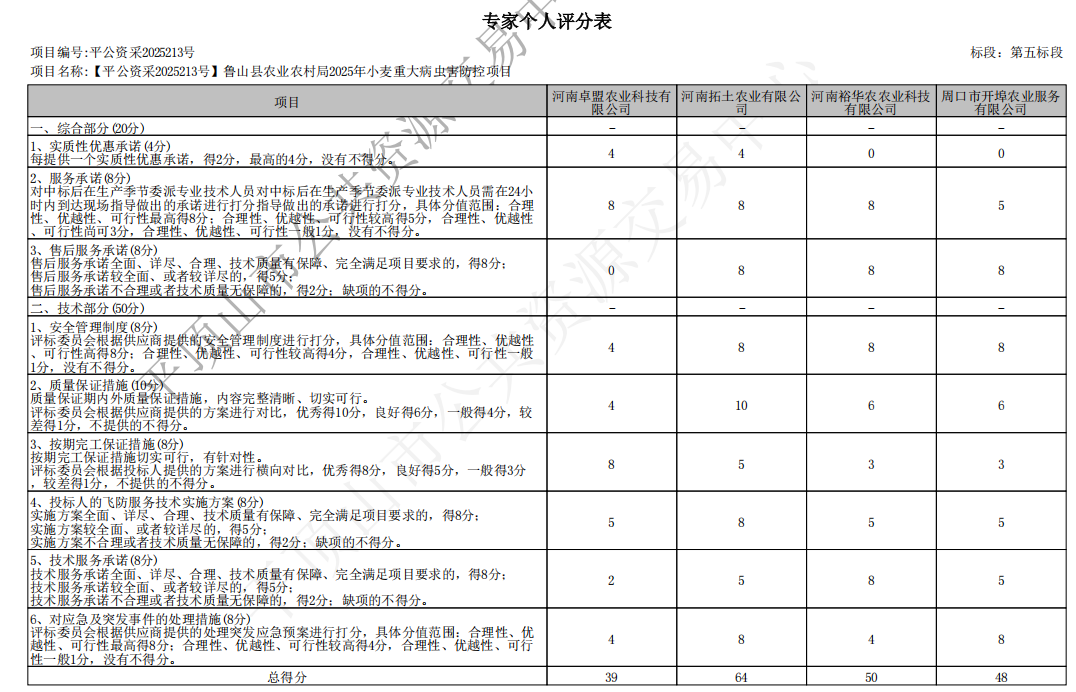 专家个人评分表
项目编号:平公资采2025213号
标段: 第五标段
项目名称:【平公资采2025213号】鲁山县农业农村局2025年小麦重大病虫害防控项目
项目
河南卓盟农业科技有限公司
河南拓土农业有限公司
河南裕华农农业科技有限公司
周口市开埠农业服务有限公司
一、综合部分(20分)
–
–
–
–
1、实质性优惠承诺(4分)
每提供一个实质性优惠承诺，得2分，最高的4分，没有不得分。
4
4
0
0
2、服务承诺(8分)
对中标后在生产季节委派专业技术人员对中标后在生产季节委派专业技术人员需在24小
时内到达现场指导做出的承诺进行打分指导做出的承诺进行打分，具体分值范围: 合理
性、优越性、可行性最高得8分; 合理性、优越性、可行性较高得5分，合理性、优越性
、可行性尚可3分，合理性、优越性、可行性一般1分，没有不得分。
8
8
8
5
3、售后服务承诺(8分)
售后服务承诺全面、详尽、合理、技术质量有保障、完全满足项目要求的，得8分;
售后服务承诺较全面、或者较详尽的，得5分;
售后服务承诺不合理或者技术质量无保障的，得2分; 缺项的不得分。
0
8
8
8
二、技术部分(50分)
–
–
–
–
1、安全管理制度(8分)
评标委员会根据供应商提供的安全管理制度进行打分，具体分值范围: 合理性、优越性
、可行性高得8分; 合理性、优越性、可行性较高得4分，合理性、优越性、可行性一般
1分，没有不得分。
4
8
8
8
2、质量保证措施(10分)
质量保证期内外质量保证措施，内容完整清晰、切实可行。
评标委员会根据供应商提供的方案进行对比，优秀得10分，良好得6分，一般得4分，较
差得1分，不提供的不得分。
4
10
6
6
3、按期完工保证措施(8分)
按期完工保证措施切实可行，有针对性。
评标委员会根据投标人提供的方案进行横向对比，优秀得8分，良好得5分，一般得3分
，较差得1分，不提供的不得分。
8
5
3
3
4、投标人的飞防服务技术实施方案(8分)
实施方案全面、详尽、合理、技术质量有保障、完全满足项目要求的，得8分;
实施方案较全面、或者较详尽的，得5分;
实施方案不合理或者技术质量无保障的，得2分; 缺项的不得分。
5
8
5
5
5、技术服务承诺(8分)
技术服务承诺全面、详尽、合理、技术质量有保障、完全满足项目要求的，得8分;
技术服务承诺较全面、或者较详尽的，得5分;
技术服务承诺不合理或者技术质量无保障的，得2分; 缺项的不得分。
2
5
8
5
6、对应急及突发事件的处理措施(8分)
评标委员会根据供应商提供的处理突发应急预案进行打分，具体分值范围: 合理性、优
越性、可行性最高得8分; 合理性、优越性、可行性较高得4分，合理性、优越性、可行
性一般1分，没有不得分。
4
8
4
8
总得分
39
64
50
48
平顶山市公共资源交易中
平顶山市公共资源交易中心